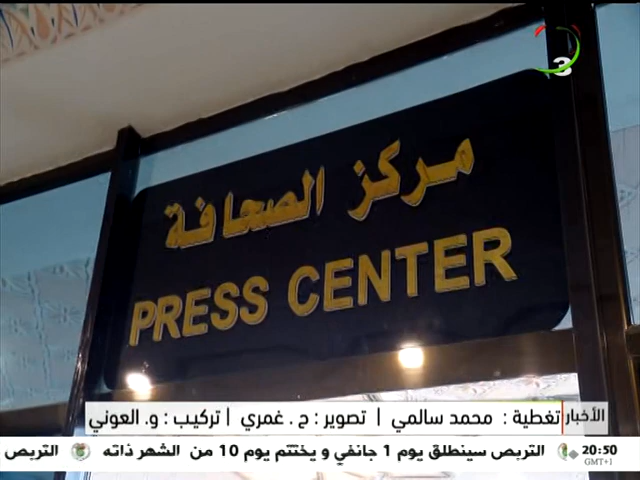 3
مركز الصحافة
PRESS CENTER
الأخبار تغطية : محمد سالمي | تصوير : ح . غمري | تركيب : و. العوني
20:50 التربص سينطلق يوم 1 جانفي و يختتم يوم 10 من الشهر ذاته التربص
GMT+1